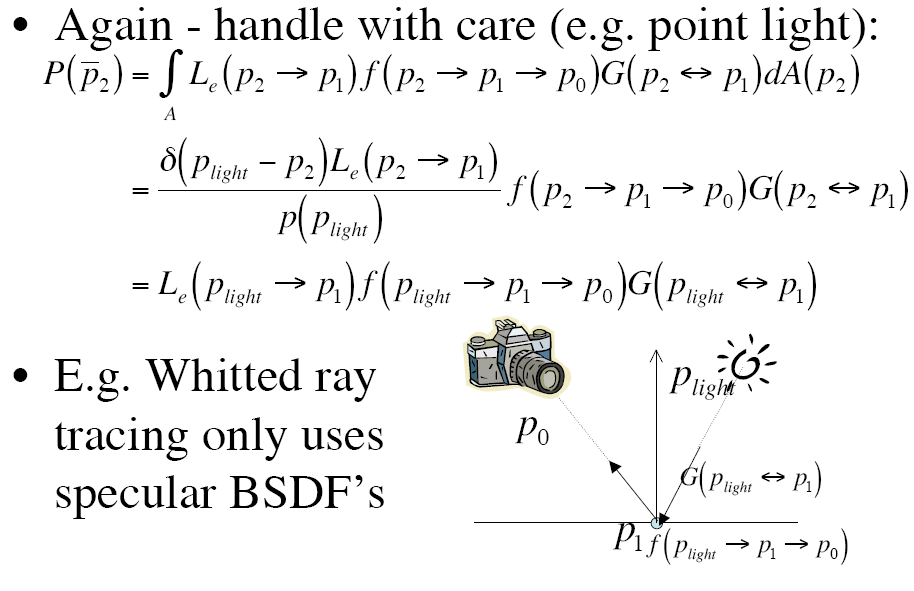 • Again - handle with care (e.g. point light):
P(p̅₂) = ∫_A Lₑ(p₂ → p₁)f(p₂ → p₁ → p₀)G(p₂ ↔ p₁)dA(p₂)
= δ(p_light − p₂)Lₑ(p₂ → p₁) / p(p_light) f(p₂ → p₁ → p₀)G(p₂ ↔ p₁)
= Lₑ(p_light → p₁)f(p_light → p₁ → p₀)G(p_light ↔ p₁)
• E.g. Whitted ray
tracing only uses
specular BSDF's
p_light
p₀
G(p_light ↔ p₁)
p₁ f(p_light → p₁ → p₀)